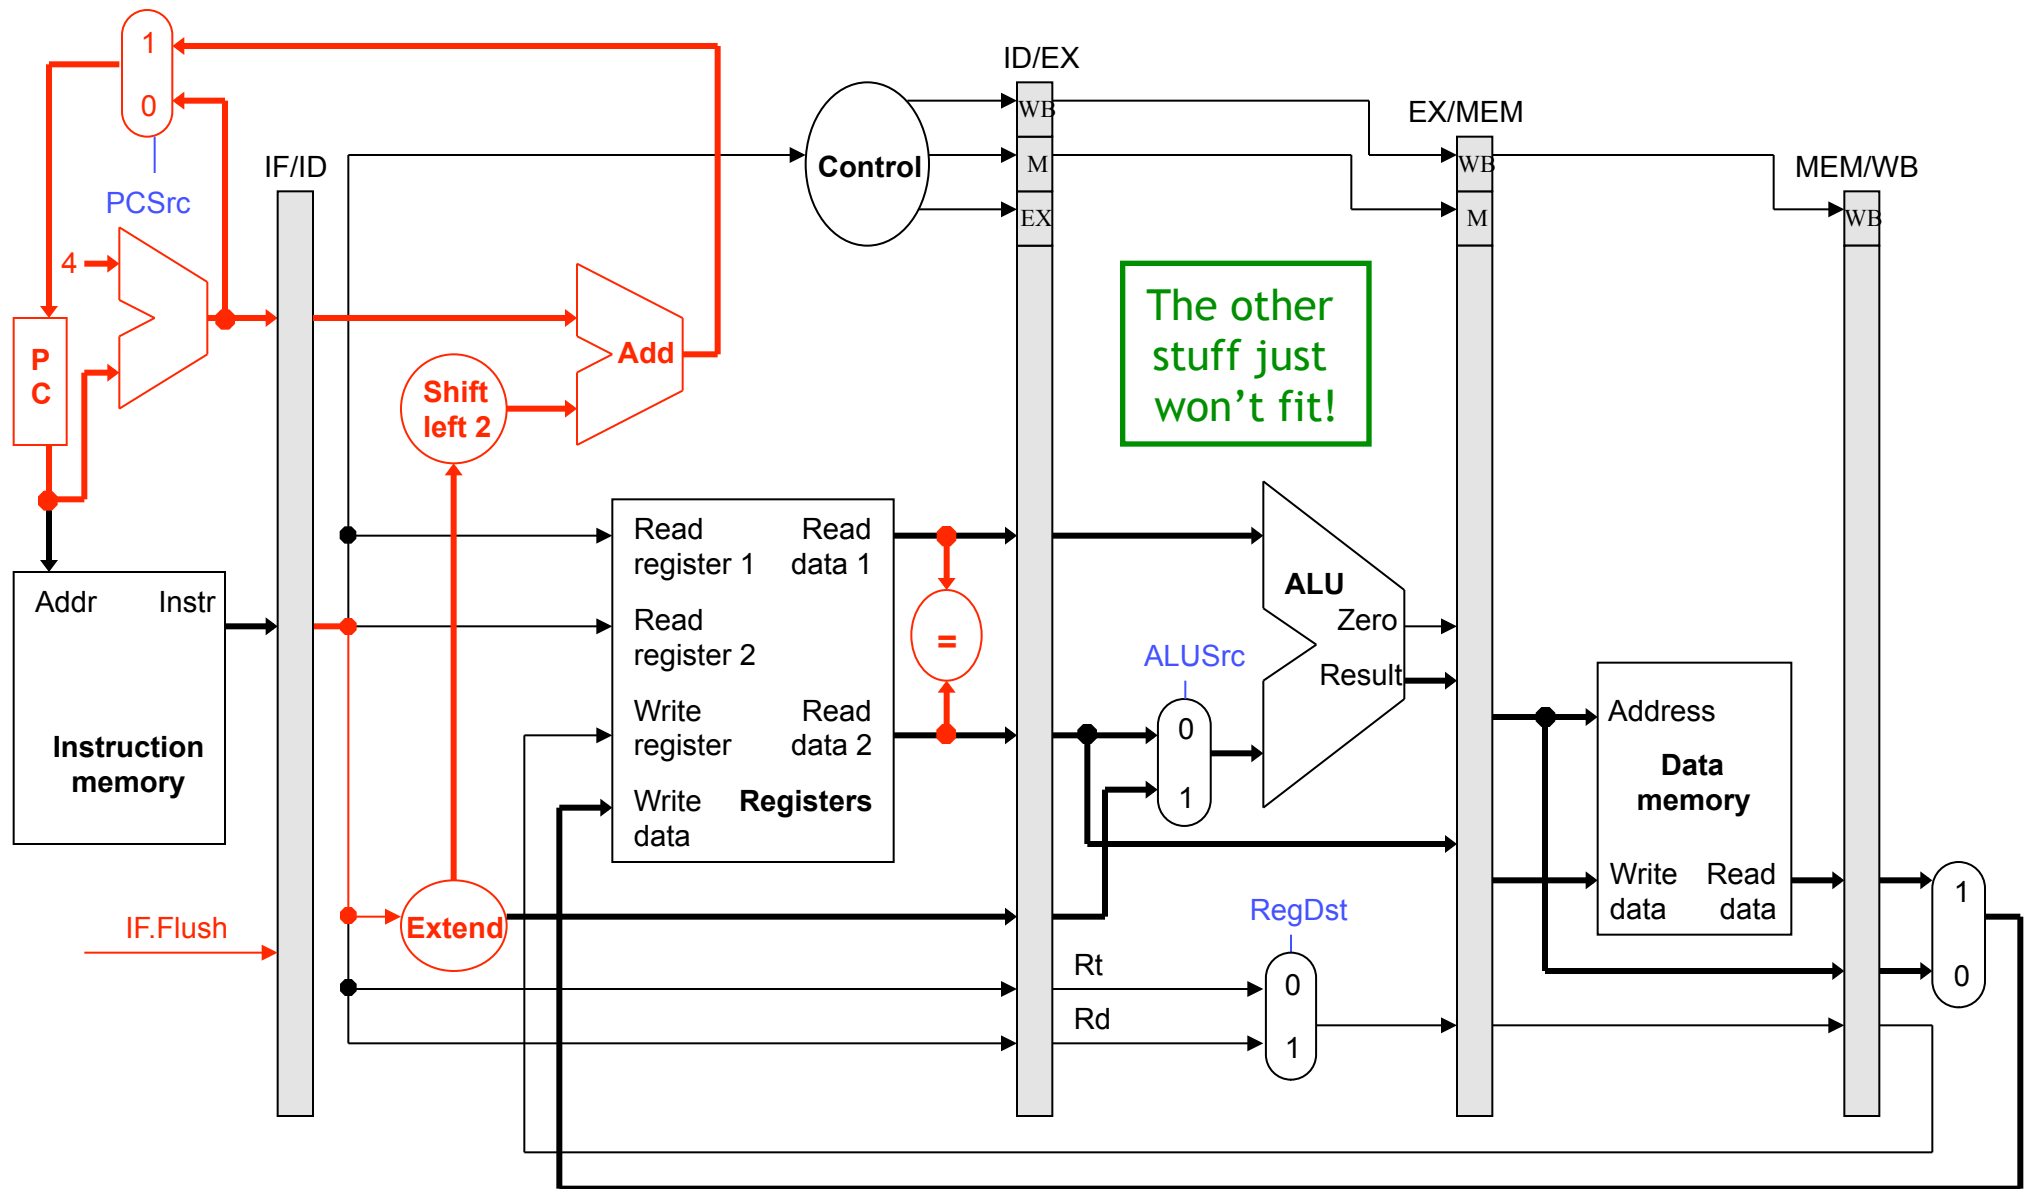 1
0
PCSrc
4
P
C
IF/ID
Shift
left 2
Add
Control
ID/EX
WB
M
EX
EX/MEM
WB
M
MEM/WB
WB
The other
stuff just
won’t fit!
Addr Instr
Instruction
memory
IF.Flush
Extend
Read
register 1
Read
data 1
Read
register 2
Write
register
Read
data 2
Write
data
Registers
=
ALUSrc
0
1
ALU
Zero
Result
Rt
Rd
RegDst
0
1
Address
Data
memory
Write
data
Read
data
1
0